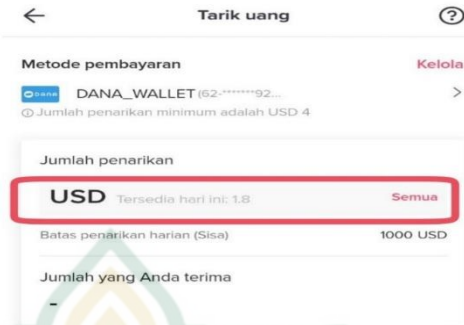 Tarik uang
Metode pembayaran Kelola
DANA DANA_WALLET (62-******92...
Jumlah penarikan minimum adalah USD 4
Jumlah penarikan
USD Tersedia hari ini: 1.8 Semua
Batas penarikan harian (Sisa) 1000 USD
Jumlah yang Anda terima
-